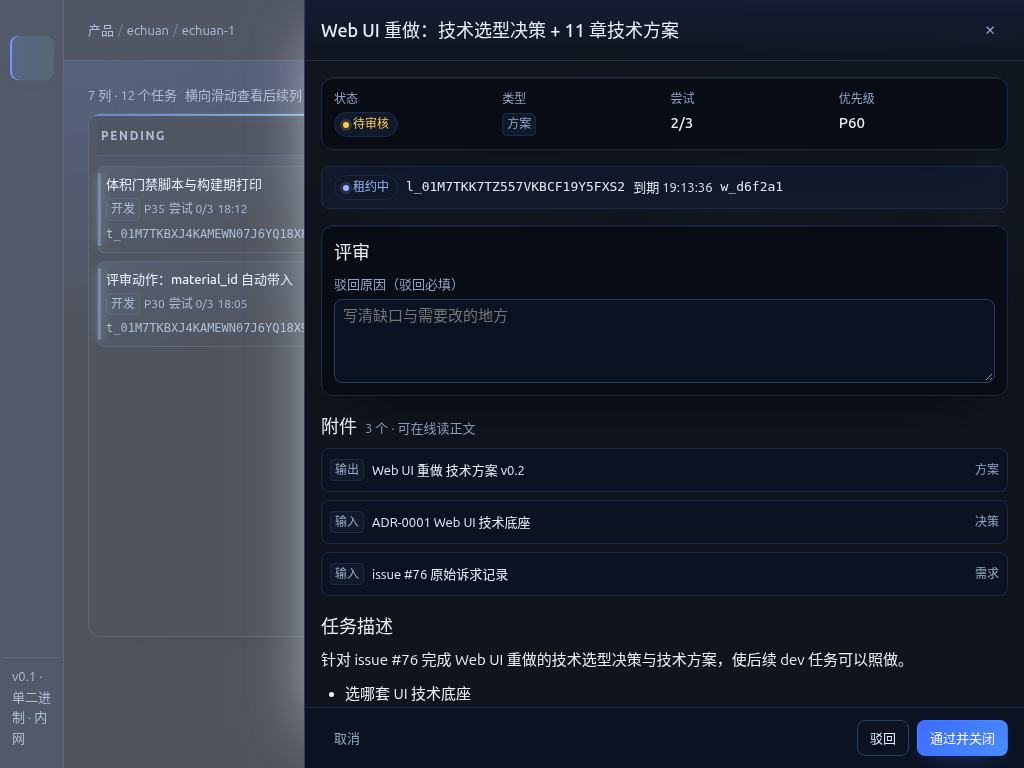 产品 / echuan / echuan-1
7 列 · 12 个任务 横向滑动查看后续列
PENDING
体积门禁脚本与构建期打印
开发 P35 尝试 0/3 18:12
t_01M7TKBXJ4KAMEWN07J6YQ18X
评审动作：material_id 自动带入
开发 P30 尝试 0/3 18:05
t_01M7TKBXJ4KAMEWN07J6YQ18X
v0.1 ·
单二进
制 · 内
网
Web UI 重做：技术选型决策 + 11 章技术方案
×
状态 类型 尝试 优先级
待审核 方案 2/3 P60
租约中 l_01M7TKK7TZ557VKBCF19Y5FXS2 到期 19:13:36 w_d6f2a1
评审
驳回原因（驳回必填）
写清缺口与需要改的地方
附件 3 个 · 可在线读正文
输出 Web UI 重做 技术方案 v0.2 方案
输入 ADR-0001 Web UI 技术底座 决策
输入 issue #76 原始诉求记录 需求
任务描述
针对 issue #76 完成 Web UI 重做的技术选型决策与技术方案，使后续 dev 任务可以照做。
• 选哪套 UI 技术底座
取消 驳回 通过并关闭